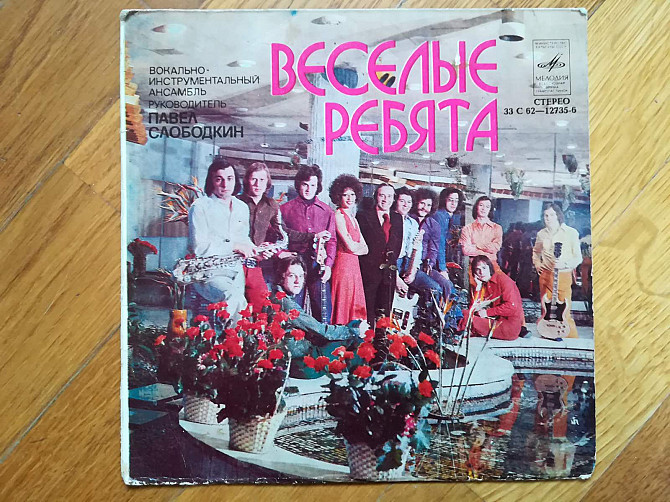 ВОКАЛЬНО-
ИНСТРУМЕНТАЛЬНЫЙ
АНСАМБЛЬ
РУКОВОДИТЕЛЬ
ПАВЕЛ
СЛОБОДКИН
ВЕСЕЛЫЕ
РЕБЯТА
МЕЛОДИЯ
СТЕРЕО
33 С 62—12735-6